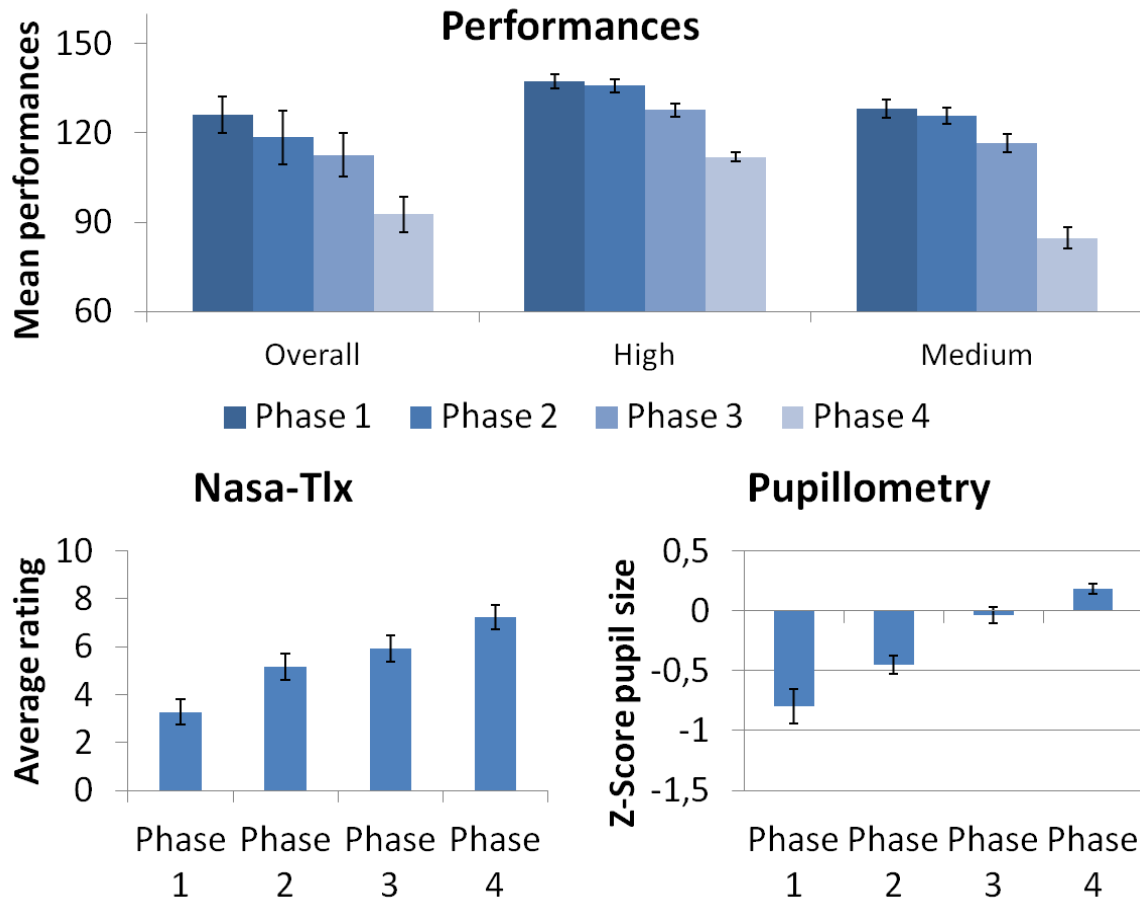 Performances
Mean performances
150
120
90
60
Overall High Medium
Phase 1 Phase 2 Phase 3 Phase 4
Nasa-Tlx
Average rating
10
8
6
4
2
0
Phase 1 Phase 2 Phase 3 Phase 4
Pupillometry
Z-Score pupil size
0,5
0
-0,5
-1
-1,5
Phase 1 Phase 2 Phase 3 Phase 4